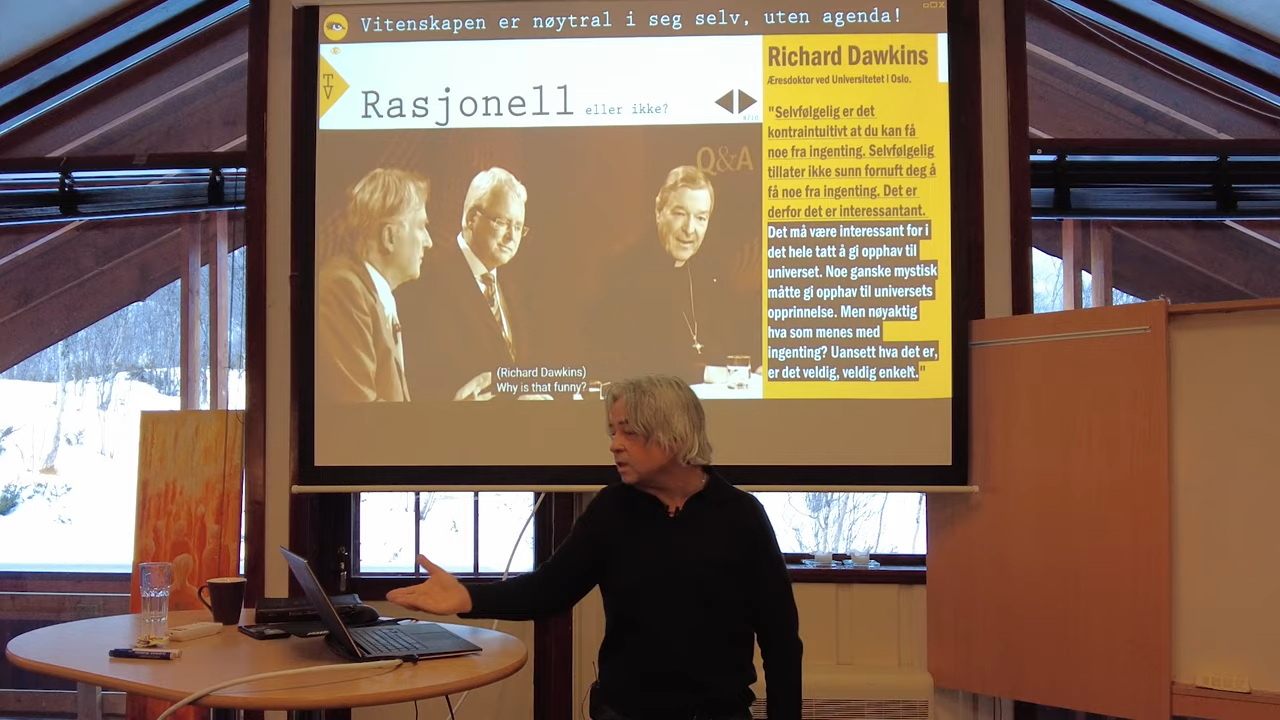 Vitenskapen er nøytral i seg selv, uten agenda!
TV
Rasjonell eller ikke?
4/10
Q&A
(Richard Dawkins)
Why is that funny?
Richard Dawkins
Æresdoktor ved Universitetet i Oslo.
"Selvfølgelig er det
kontraintuitivt at du kan få
noe fra ingenting. Selvfølgelig
tillater ikke sunn fornuft deg å
få noe fra ingenting. Det er
derfor det er interessantant.
Det må være interessant for i
det hele tatt å gi opphav til
universet. Noe ganske mystisk
måtte gi opphav til universets
opprinnelse. Men nøyaktig
hva som menes med
ingenting? Uansett hva det er,
er det veldig, veldig enkelt."